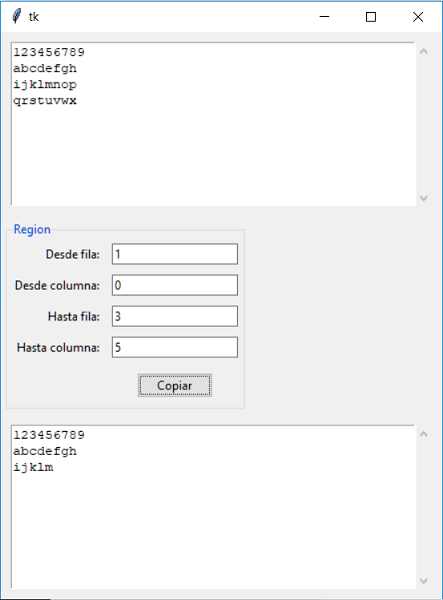 tk
123456789
abcdefgh
ijklmnop
qrstuvwx
Region
Desde fila: 1
Desde columna: 0
Hasta fila: 3
Hasta columna: 5
Copiar
123456789
abcdefgh
ijklm